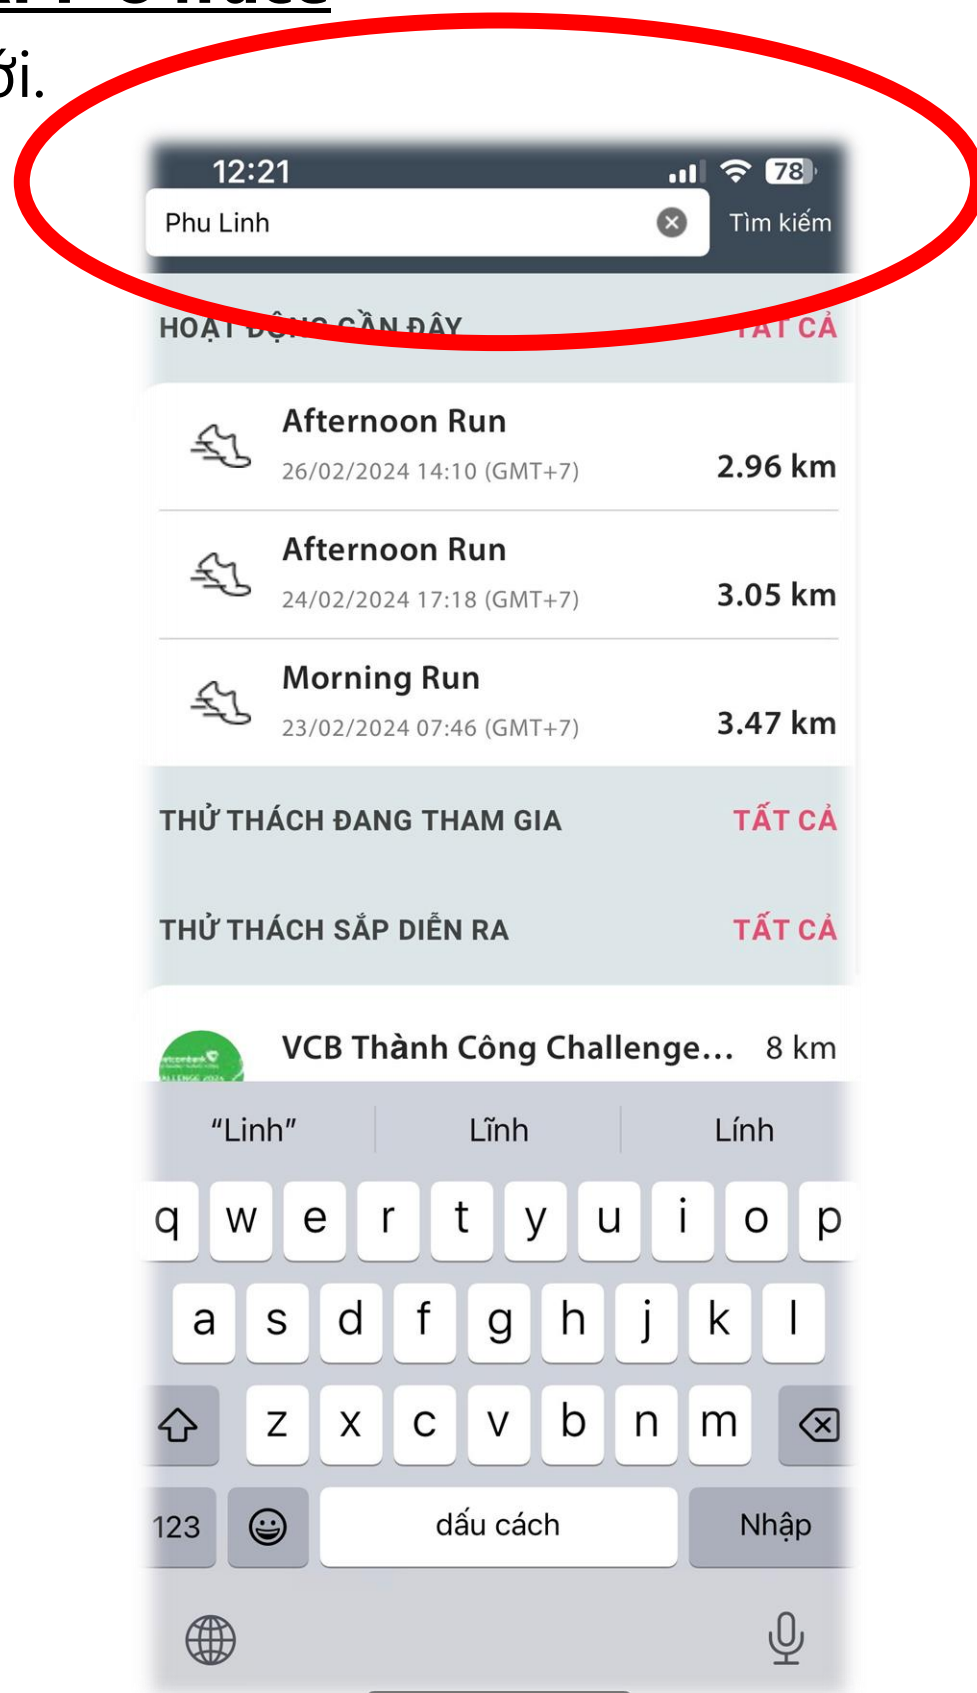 ới.
12:21
78
Phu Linh
Tìm kiếm
HOẠT ĐỘNG GẦN ĐÂY
TẤT CẢ
Afternoon Run
26/02/2024 14:10 (GMT+7)
2.96 km
Afternoon Run
24/02/2024 17:18 (GMT+7)
3.05 km
Morning Run
23/02/2024 07:46 (GMT+7)
3.47 km
THỬ THÁCH ĐANG THAM GIA
TẤT CẢ
THỬ THÁCH SẮP DIỄN RA
TẤT CẢ
VCB Thành Công Challenge...
8 km
“Linh”
Lĩnh
Lính
q w e r t y u i o p
a s d f g h j k l
z x c v b n m
123
dấu cách
Nhập